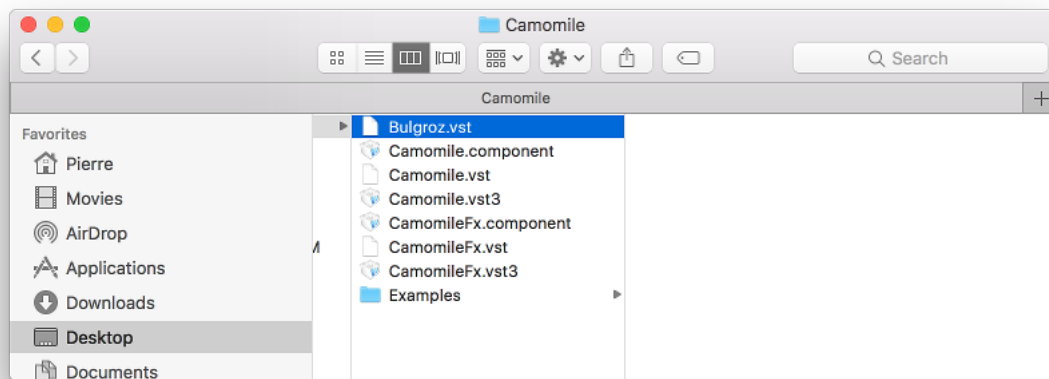 Camomile
Search
Camomile
Favorites
Pierre
Movies
AirDrop
Applications
Downloads
Desktop
Documents
M
Bulgroz.vst
Camomile.component
Camomile.vst
Camomile.vst3
CamomileFx.component
CamomileFx.vst
CamomileFx.vst3
Examples